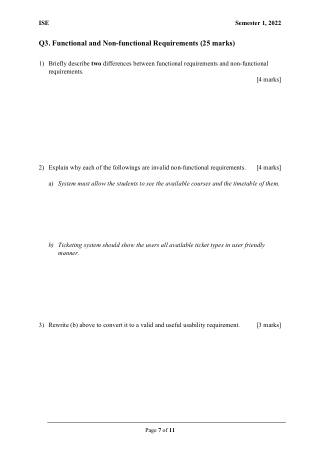 ISE Semester 1, 2022
Q3. Functional and Non-functional Requirements (25 marks)
1) Briefly describe two differences between functional requirements and non-functional
requirements.
[4 marks]
2) Explain why each of the followings are invalid non-functional requirements. [4 marks]
a) System must allow the students to see the available courses and the timetable of them.
b) Ticketing system should show the users all available ticket types in user friendly
manner.
3) Rewrite (b) above to convert it to a valid and useful usability requirement. [3 marks]
Page 7 of 11